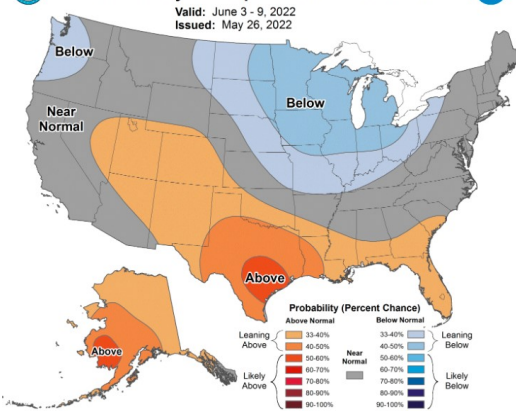 Valid: June 3 - 9, 2022
Issued: May 26, 2022
Below
Near
Normal
Below
Above
Above
Probability (Percent Chance)
Above Normal
Below Normal
Leaning
Above
33-40%
40-50%
50-60%
60-70%
70-80%
80-90%
90-100%
Likely
Above
Near
Normal
33-40%
40-50%
50-60%
60-70%
70-80%
80-90%
90-100%
Leaning
Below
Likely
Below